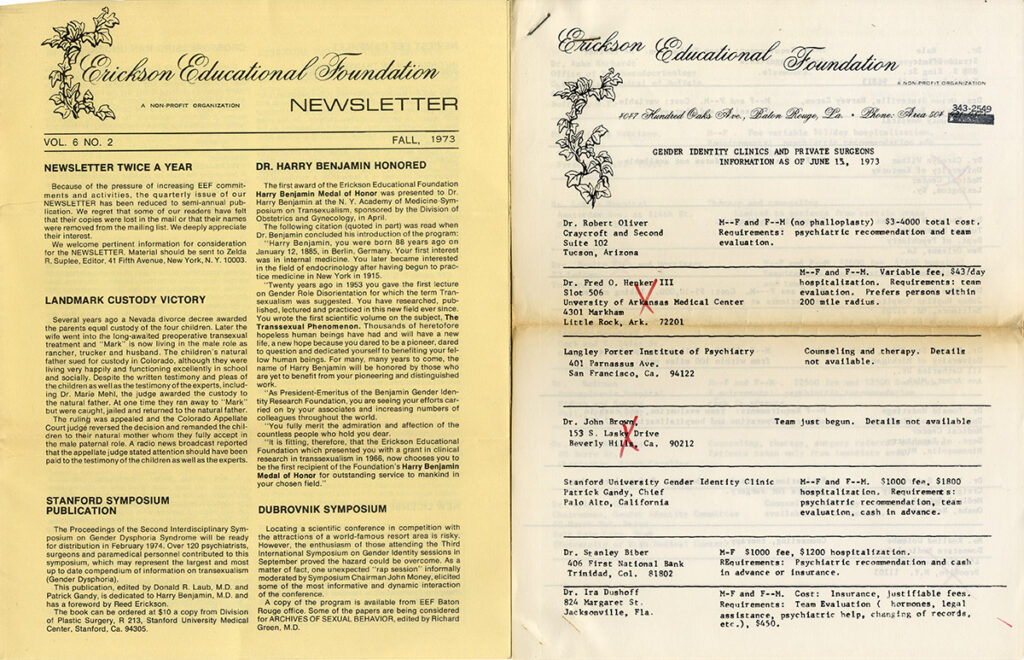 Erickson Educational Foundation
A NON-PROFIT ORGANIZATION
NEWSLETTER
VOL. 6 NO. 2
FALL, 1973
NEWSLETTER TWICE A YEAR
Because of the pressure of increasing EEF commit-
ments and activities, the quarterly issue of our
NEWSLETTER has been reduced to semi-annual pub-
lication. We regret that some of our readers have felt
that their copies were lost in the mail or that their names
were removed from the mailing list. We deeply appreciate
their interest.
We welcome pertinent information for consideration
for the NEWSLETTER. Material should be sent to Zelda
R. Suplee, Editor, 41 Fifth Avenue, New York, N.Y. 10003.
LANDMARK CUSTODY VICTORY
Several years ago a Nevada divorce decree awarded
the parents equal custody of the four children. Later the
wife went into the long-awaited preoperative transexual
treatment and "Mark" is now living in the male role as
rancher, trucker and husband. The children's natural
father sued for custody in Colorado, although they were
living very happily and functioning excellently in school
and socially. Despite the written testimony and pleas of
the children as well as the testimony of the experts, includ-
ing Dr. Marie Mehl, the judge awarded the custody
to the natural father. At one time they ran away to "Mark"
but were caught, jailed and returned to the natural father.
The ruling was appealed and the Colorado Appellate
Court judge reversed the decision and remanded the chil-
dren to their natural mother whom they fully accept in
the male paternal role. A radio news broadcast reported
that the appellate judge stated attention should have been
paid to the testimony of the children as well as the experts.
STANFORD SYMPOSIUM
PUBLICATION
The Proceedings of the Second Interdisciplinary Sym-
posium on Gender Dysphoria Syndrome will be ready
for distribution in February 1974. Over 120 psychiatrists,
surgeons and paramedical personnel contributed to this
symposium, which may represent the largest and most
up to date compendium of information on transexualism
(Gender Dysphoria).
This publication, edited by Donald R. Laub, M.D. and
Patrick Gandy, is dedicated to Harry Benjamin, M.D. and
has a foreword by Reed Erickson.
The book can be ordered at $10 a copy from Division
of Plastic Surgery, R 213, Stanford University Medical
Center, Stanford, Ca. 94305.
DR. HARRY BENJAMIN HONORED
The first award of the Erickson Educational Foundation
Harry Benjamin Medal of Honor was presented to Dr.
Harry Benjamin at the N. Y. Academy of Medicine Sym-
posium on Transexualism, sponsored by the Division of
Obstetrics and Gynecology, in April.
The following citation (quoted in part) was read when
Dr. Benjamin concluded his introduction of the program:
"Harry Benjamin, you were born 88 years ago on
January 12, 1885, in Berlin, Germany. Your first interest
was in internal medicine. You later became interested
in the field of endocrinology after having begun to prac-
tice medicine in New York in 1915.
"Twenty years ago in 1953 you gave the first lecture
on Gender Role Disorientation for which the term Tran-
sexualism was suggested. You have researched, pub-
lished, lectured and practiced in this new field ever since.
You wrote the first scientific volume on the subject, The
Transsexual Phenomenon. Thousands of heretofore
hopeless human beings have had and will have a new life,
a new hope because you dared to be a pioneer, dared
to question and dedicated yourself to benefiting your fel-
low human beings. For many, many years to come, the
name of Harry Benjamin will be honored by those who
are yet to benefit from your pioneering and distinguished
work.
"As President-Emeritus of the Benjamin Gender Iden-
tity Research Foundation, you are seeing your efforts car-
ried on by your associates and increasing numbers of
colleagues throughout the world.
"You fully merit the admiration and affection of the
countless people who hold you dear.
"It is fitting, therefore, that the Erickson Educational
Foundation which presented you with a grant in clinical
research in transsexualism in 1966, now chooses you to
be the first recipient of the Foundation's Harry Benjamin
Medal of Honor for outstanding service to mankind in
your chosen field."
DUBROVNIK SYMPOSIUM
Locating a scientific conference in competition with
the attractions of a world-famous resort area is risky.
However, the enthusiasm of those attending the Third
International Symposium on Gender Identity sessions in
September proved the hazard could be overcome. As a
matter of fact, one unexpected "rap session" informally
moderated by Symposium Chairman John Money, elicited
some of the most informative and dynamic interaction
of the conference.
A copy of the program is available from EEF Baton
Rouge office. Some of the papers are being considered
for ARCHIVES OF SEXUAL BEHAVIOR, edited by Richard
Green, M.D.
Erickson Educational Foundation
A NON-PROFIT ORGANIZATION
4047 Hundred Oaks Ave., Baton Rouge, La. • Phone: Area 504 343-2549
GENDER IDENTITY CLINICS AND PRIVATE SURGEONS
INFORMATION AS OF JUNE 13, 1973
Dr. Robert Oliver
Craycroft and Second
Suite 102
Tucson, Arizona
M--F and F--M (no phalloplasty) $3-4000 total cost.
Requirements: psychiatric recommendation and team
evaluation.
Dr. Fred O. Henker III
Slot 506
Unversity of Arkansas Medical Center
4301 Markham
Little Rock, Ark. 72201
M--F and F--M. Variable fee, $43/day
hospitalization. Requirements: team
evaluation. Prefers persons within
200 mile radius.
Langley Porter Institute of Psychiatry
401 Parnassus Ave.
San Francisco, Ca. 94122
Counseling and therapy. Details
not available.
Dr. John Brown
153 S. Lasky Drive
Beverly Hills, Ca. 90212
Team just begun. Details not available
Stanford University Gender Identity Clinic
Patrick Gandy, Chief
Palo Alto, California
M--F and F--M. $1000 fee, $1800
hospitalization. Requirements:
psychiatric recommendation, team
evaluation, cash in advance.
Dr. Stanley Biber
406 First National Bank
Trinidad, Col. 81802
M-F $1000 fee, $1200 hospitalization.
REquirements: Psychiatric recommendation and cash
in advance or insurance.
Dr. Ira Dushoff
824 Margaret St.
Jacksonville, Fla.
M--F and F--M. Cost: Insurance, justifiable fees.
Requirements: Team Evaluation ( hormones, legal
assistance, psychiatric help, changing of records,
etc.), $450.